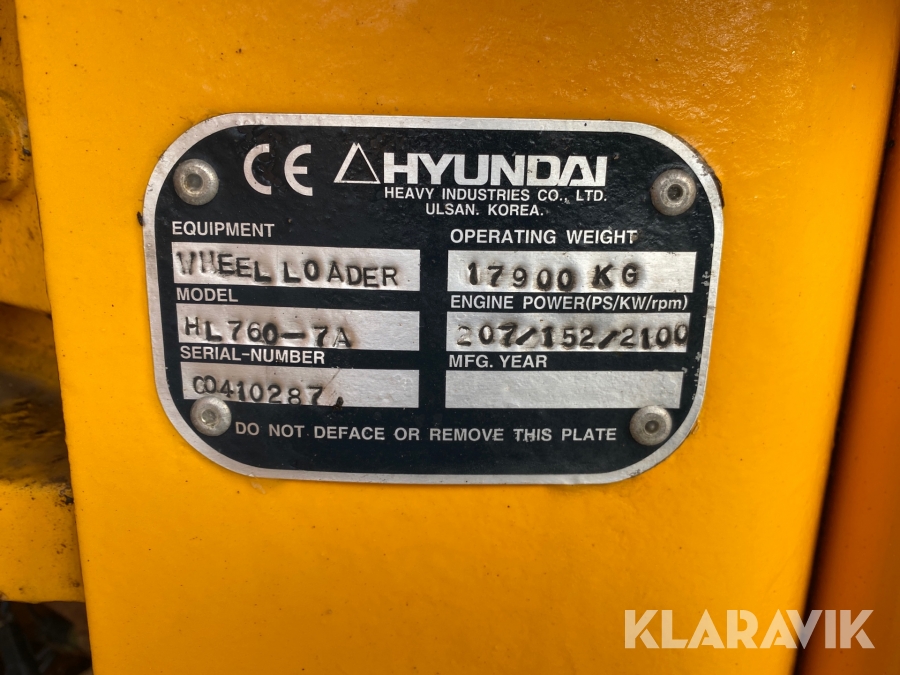 CE HYUNDAI
HEAVY INDUSTRIES CO., LTD.
ULSAN. KOREA.
EQUIPMENT
WHEEL LOADER
OPERATING WEIGHT
17900 KG
MODEL
HL760-7A
ENGINE POWER(PS/KW/rpm)
207/152/2100
SERIAL-NUMBER
C0410287
MFG. YEAR
DO NOT DEFACE OR REMOVE THIS PLATE
KLARAVIK